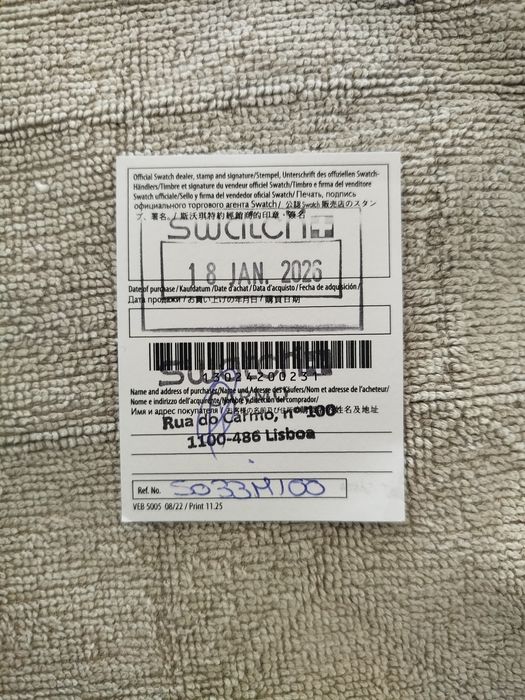 Official Swatch dealer, stamp and signature/Stempel, Unterschrift des offiziellen Swatch-
Händlers/Timbre et signature du vendeur officiel Swatch/Timbro e firma del venditore
Swatch ufficiale/Sello y firma del vendedor oficial Swatch/ Печать, подпись
официального торгового агента Swatch/ 公認 Swatch 販売店のスタン
プ、署名。/ 斯沃琪特約經銷商的印章、簽名
swatch
18 JAN. 2026
Date of purchase / Kaufdatum /Date d'achat / Data d'acquisto / Fecha de adquisición /
Дата продажи / お買い上げの年月日 / 購買日期
swatch
13024200231
Name and address of purchaser/Name und Adresse des Käufers/Nom et adresse de l'acheteur/
Nome e indirizzo dell'acquirente/Nombre y dirección del comprador/
Имя и адрес покупателя / お客様の名前及び住所 姓名及地址
CARMO
Rua do Carmo, nº 100
1100-486 Lisboa
Ref. No. SO33M100
VEB 5005 08/22 / Print 11.25